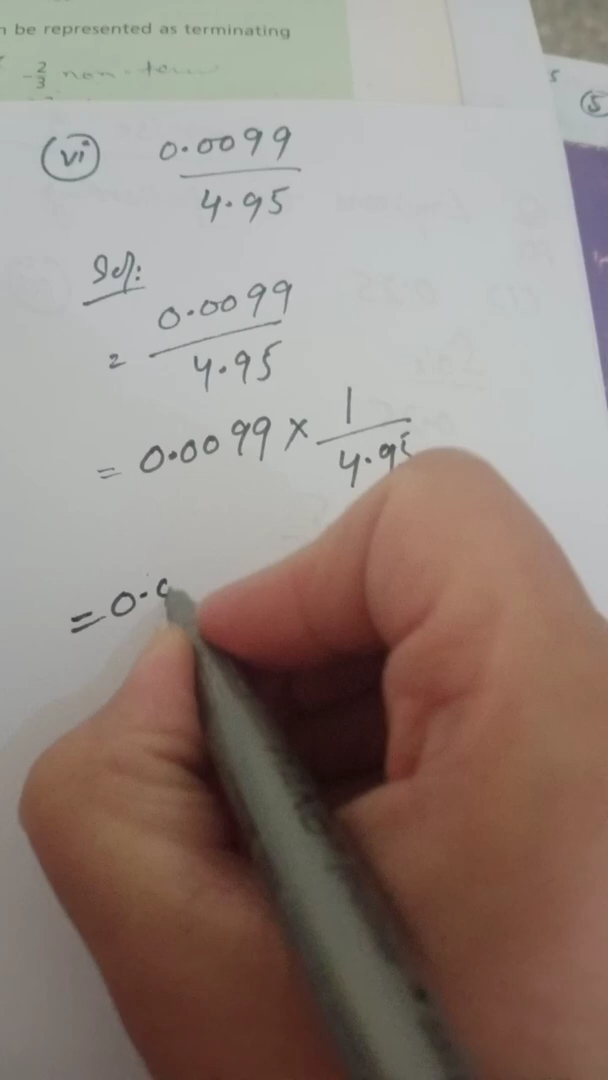 n be represented as terminating
-2/3 non-term
5
(5)
(vi) 0.0099
4.95
Sol:
= 0.0099
4.95
= 0.0099 × 1
4.95
= 0.0